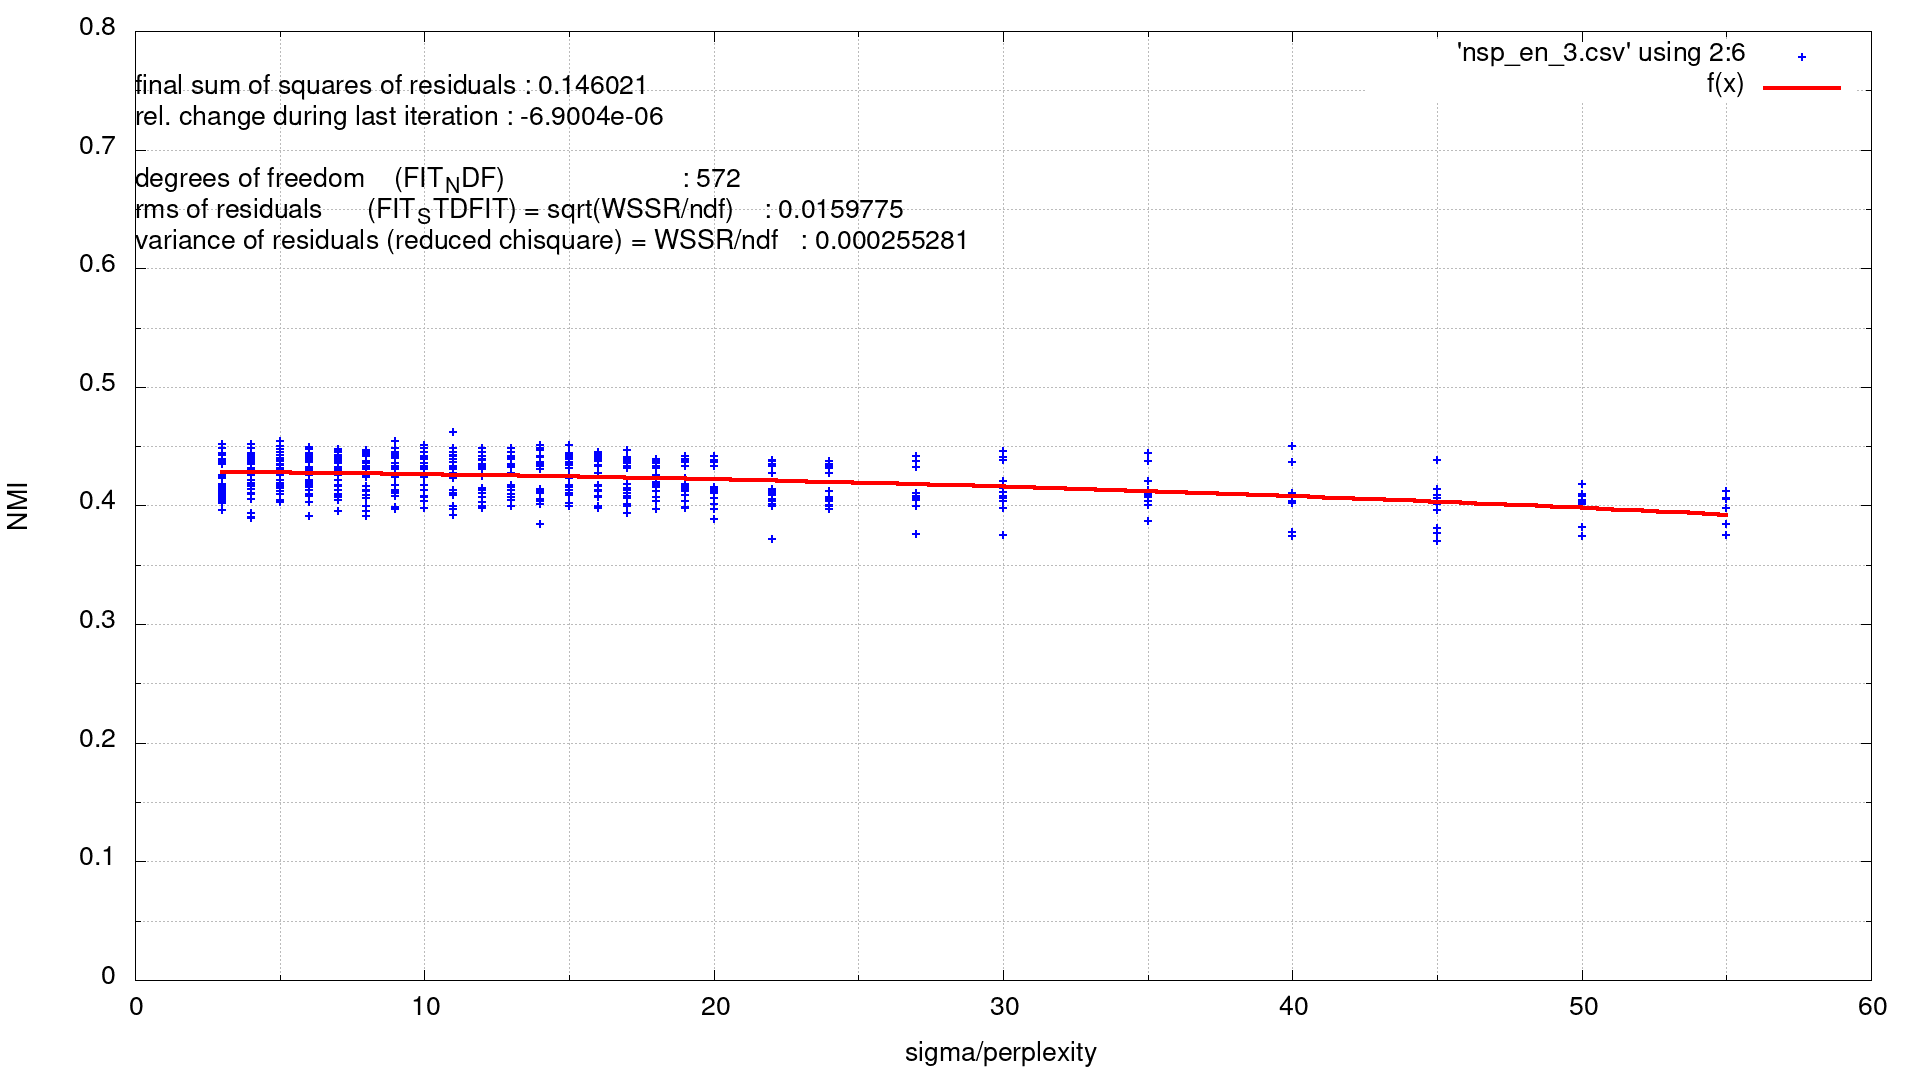 0.8
'nsp_en_3.csv' using 2:6
f(x)
final sum of squares of residuals : 0.146021
rel. change during last iteration : -6.9004e-06
0.7
degrees of freedom (FIT_NDF) : 572
rms of residuals (FIT_STDFIT) = sqrt(WSSR/ndf) : 0.0159775
variance of residuals (reduced chisquare) = WSSR/ndf : 0.000255281
0.6
0.5
NMI
0.4
0.3
0.2
0.1
0
0 10 20 30 40 50 60
sigma/perplexity